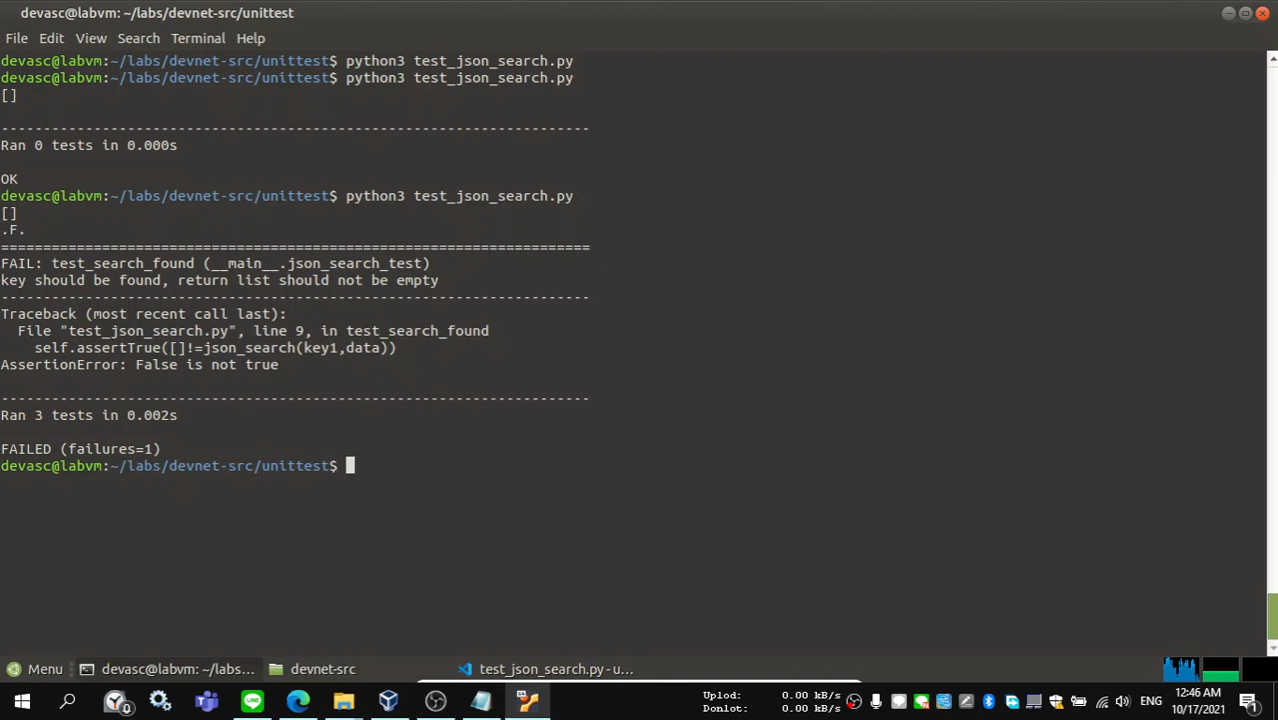 devasc@labvm: ~/labs/devnet-src/unittest
File Edit View Search Terminal Help
devasc@labvm:~/labs/devnet-src/unittest$ python3 test_json_search.py
devasc@labvm:~/labs/devnet-src/unittest$ python3 test_json_search.py
[]
----------------------------------------------------------------------
Ran 0 tests in 0.000s
OK
devasc@labvm:~/labs/devnet-src/unittest$ python3 test_json_search.py
[]
.F.
======================================================================
FAIL: test_search_found (__main__.json_search_test)
key should be found, return list should not be empty
----------------------------------------------------------------------
Traceback (most recent call last):
  File "test_json_search.py", line 9, in test_search_found
    self.assertTrue([]!=json_search(key1,data))
AssertionError: False is not true
----------------------------------------------------------------------
Ran 3 tests in 0.002s
FAILED (failures=1)
devasc@labvm:~/labs/devnet-src/unittest$
Menu devasc@labvm: ~/labs... devnet-src test_json_search.py - u...
Uplod: 0.00 kB/s
Donlot: 0.00 kB/s
ENG
12:46 AM
10/17/2021